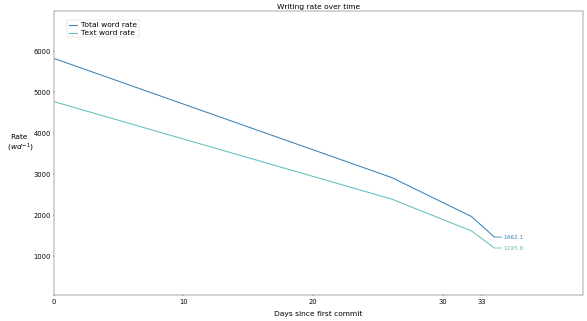 Writing rate over time
Total word rate
Text word rate
6000
5000
4000
3000
2000
1000
Rate
(wd⁻¹)
1462.1
1195.8
0
10
20
30
33
Days since first commit